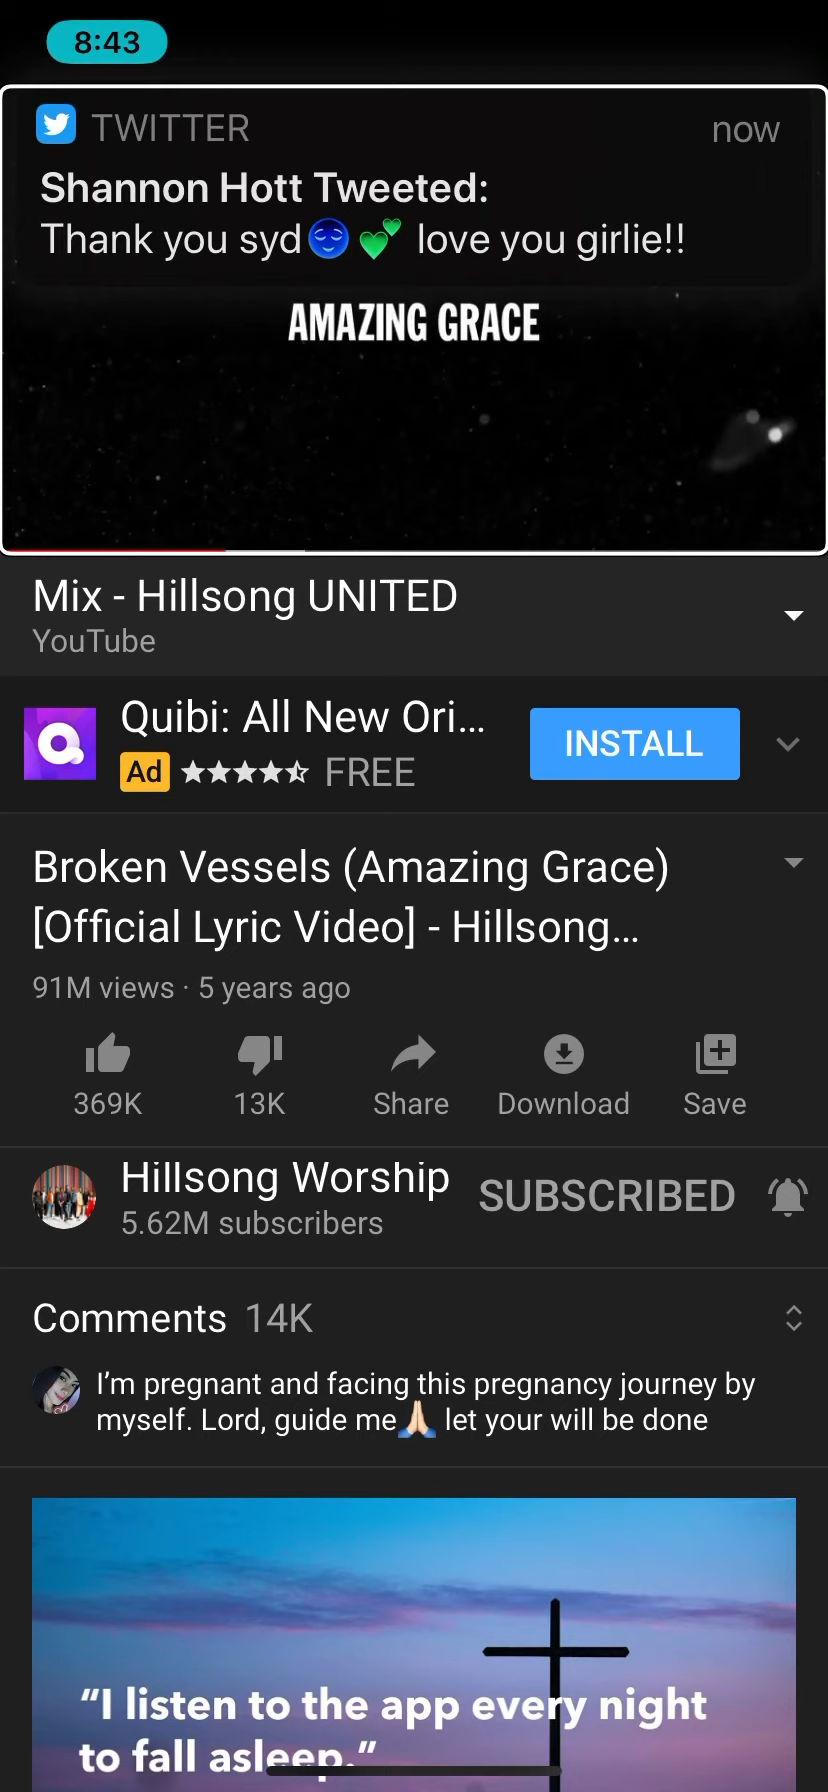 8:43
TWITTER now
Shannon Hott Tweeted:
Thank you syd😌💕 love you girlie!!
AMAZING GRACE
Mix - Hillsong UNITED
YouTube
Quibi: All New Ori...
Ad FREE
INSTALL
Broken Vessels (Amazing Grace)
[Official Lyric Video] - Hillsong...
91M views · 5 years ago
369K 13K Share Download Save
Hillsong Worship
5.62M subscribers
SUBSCRIBED
Comments 14K
I’m pregnant and facing this pregnancy journey by
myself. Lord, guide me🙏🏻 let your will be done
“I listen to the app every night
to fall asleep.”